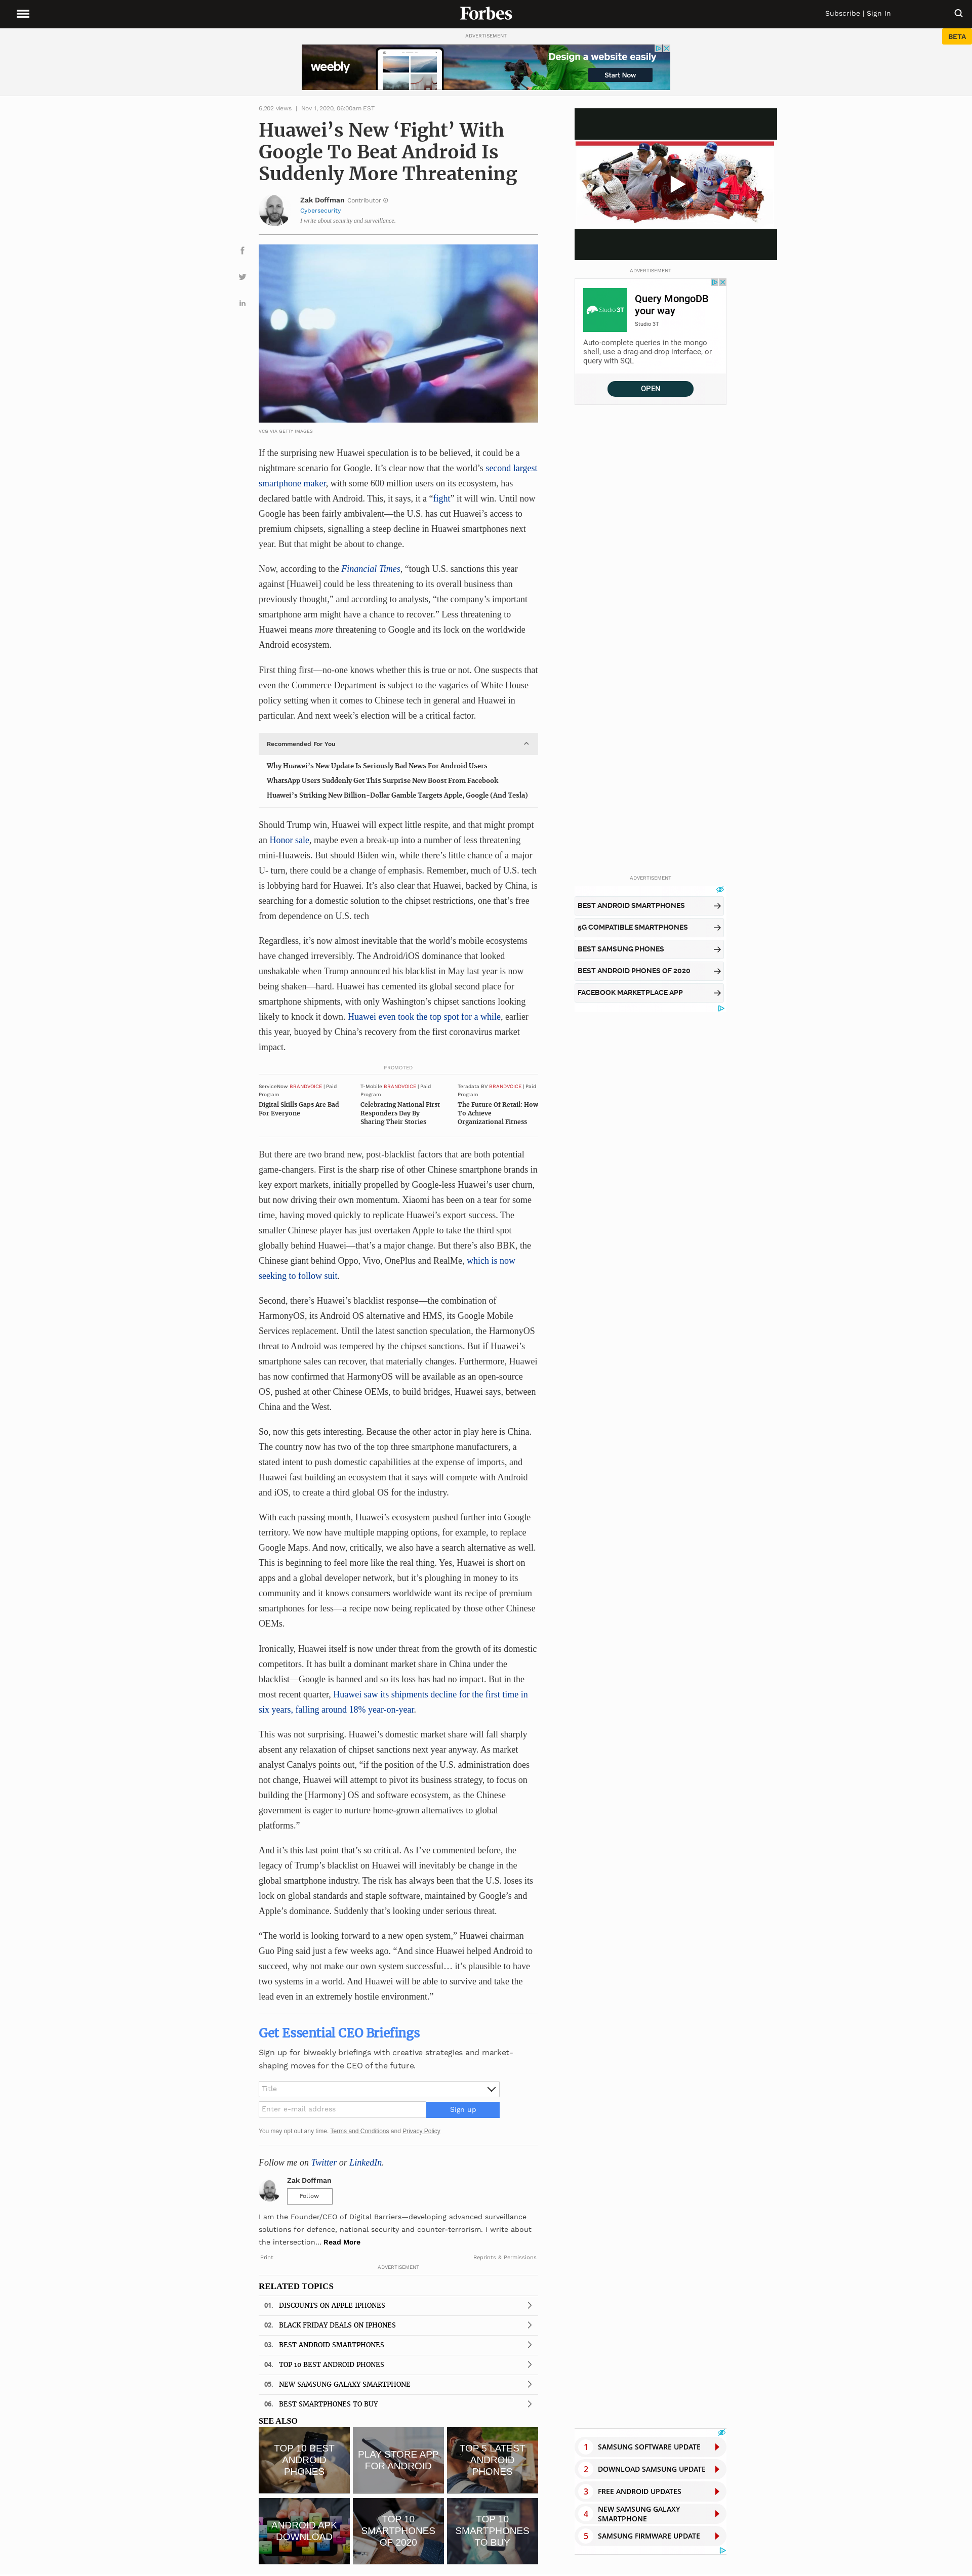 Forbes
Subscribe | Sign In
BETA
ADVERTISEMENT
weebly
Design a website easily
Start Now
6,202 views | Nov 1, 2020, 06:00am EST
Huawei’s New ‘Fight’ With
Google To Beat Android Is
Suddenly More Threatening
Zak Doffman Contributor
Cybersecurity
I write about security and surveillance.
VCG VIA GETTY IMAGES
If the surprising new Huawei speculation is to be believed, it could be a
nightmare scenario for Google. It’s clear now that the world’s second largest
smartphone maker, with some 600 million users on its ecosystem, has
declared battle with Android. This, it says, it a “fight” it will win. Until now
Google has been fairly ambivalent—the U.S. has cut Huawei’s access to
premium chipsets, signalling a steep decline in Huawei smartphones next
year. But that might be about to change.
Now, according to the Financial Times, “tough U.S. sanctions this year
against [Huawei] could be less threatening to its overall business than
previously thought,” and according to analysts, “the company’s important
smartphone arm might have a chance to recover.” Less threatening to
Huawei means more threatening to Google and its lock on the worldwide
Android ecosystem.
First thing first—no-one knows whether this is true or not. One suspects that
even the Commerce Department is subject to the vagaries of White House
policy setting when it comes to Chinese tech in general and Huawei in
particular. And next week’s election will be a critical factor.
Recommended For You
Why Huawei’s New Update Is Seriously Bad News For Android Users
WhatsApp Users Suddenly Get This Surprise New Boost From Facebook
Huawei’s Striking New Billion-Dollar Gamble Targets Apple, Google (And Tesla)
Should Trump win, Huawei will expect little respite, and that might prompt
an Honor sale, maybe even a break-up into a number of less threatening
mini-Huaweis. But should Biden win, while there’s little chance of a major
U- turn, there could be a change of emphasis. Remember, much of U.S. tech
is lobbying hard for Huawei. It’s also clear that Huawei, backed by China, is
searching for alternatives to the supply chain restrictions, one that’s free
from dependence on U.S. tech
Regardless, it’s now almost inevitable that the world’s mobile ecosystems
have changed irreversibly. The Android/iOS dominance that looked
unshakable when Trump announced his blacklist in May last year is now
being shaken—hard. Huawei has cemented its global second place for
smartphone shipments, with only Washington’s chipset sanctions looking
likely to knock it down. Huawei even took the top spot for a while, earlier
this year, buoyed by China’s recovery from the first coronavirus market
impact.
PROMOTED
ServiceNow BRANDVOICE | Paid
Program
Digital Skills Gaps Are Bad
For Everyone
T-Mobile BRANDVOICE | Paid
Program
Celebrating National First
Responders Day By
Sharing Their Stories
Teradata BV BRANDVOICE | Paid
Program
The Future Of Retail: How
To Achieve
Organizational Fitness
But there are two brand new, post-blacklist factors that are both potential
game-changers. First is the sharp rise of other Chinese smartphone brands in
key export markets, initially propelled by Google-less Huawei’s user churn,
but now driving their own momentum. Xiaomi has been on a tear for some
time, having moved quickly to replicate Huawei’s export success. The
smaller Chinese player has just overtaken Apple to take the third spot
globally behind Huawei—that’s a major change. But there’s also BBK, the
Chinese giant behind Oppo, Vivo, OnePlus and RealMe, which is now
seeking to follow suit.
Second, there’s Huawei’s blacklist response—the combination of
HarmonyOS, its Android OS alternative and HMS, its Google Mobile
Services replacement. Until the latest sanction speculation, the HarmonyOS
threat to Android was tempered by the chipset sanctions. But if Huawei’s
smartphone sales can recover, that materially changes. Furthermore, Huawei
has now confirmed that HarmonyOS will be available as an open-source
OS, pushed at other Chinese OEMs, to build bridges, Huawei says, between
China and the West.
So, now this gets interesting. Because the other actor in play here is China.
The country now has two of the top three smartphone manufacturers, a
stated intent to push domestic capabilities at the expense of imports, and
Huawei fast building an ecosystem that it says will compete with Android
and iOS, to create a third global OS for the industry.
With each passing month, Huawei’s ecosystem pushed further into Google
territory. We now have multiple mapping options, for example, to replace
Google Maps. And now, critically, we also have a search alternative as well.
This is beginning to feel more like the real thing. Yes, Huawei is short on
apps and a global developer network, but it’s ploughing in money to its
community and it knows consumers worldwide want its recipe of premium
smartphones for less—a recipe now being replicated by those other Chinese
OEMs.
Ironically, Huawei itself is now under threat from the growth of its domestic
competitors. It has built a dominant market share in China under the
blacklist—Google is banned and so its loss has had no impact. But in the
most recent quarter, Huawei saw its shipments decline for the first time in
six years, falling around 18% year-on-year.
This was not surprising. Huawei’s domestic market share will fall sharply
absent any relaxation of chipset sanctions next year anyway. As market
analyst Canalys points out, “if the position of the U.S. administration does
not change, Huawei will attempt to pivot its business strategy, to focus on
building the [Harmony] OS and software ecosystem, as the Chinese
government is eager to nurture home-grown alternatives to global
platforms.”
And it’s this last point that’s so critical. As I’ve commented before, the
legacy of Trump’s blacklist on Huawei will inevitably be change in the
global smartphone industry. The risk has always been that the U.S. loses its
lock on global standards and staple software, maintained by Google’s and
Apple’s dominance. Suddenly that’s looking under serious threat.
“The world is looking forward to a new open system,” Huawei chairman
Guo Ping said just a few weeks ago. “And since Huawei helped Android to
succeed, why not make our own system successful… it’s plausible to have
two systems in a world. And Huawei will be able to survive and take the
lead even in an extremely hostile environment.”
Get Essential CEO Briefings
Sign up for biweekly briefings with creative strategies and market-
shaping moves for the CEO of the future.
Title
Enter e-mail address
Sign up
You may opt out any time. Terms and Conditions and Privacy Policy
Follow me on Twitter or LinkedIn.
Zak Doffman
Follow
I am the Founder/CEO of Digital Barriers—developing advanced surveillance
solutions for defence, national security and counter-terrorism. I write about
the intersection… Read More
Print
Reprints & Permissions
ADVERTISEMENT
RELATED TOPICS
01. DISCOUNTS ON APPLE IPHONES
02. BLACK FRIDAY DEALS ON IPHONES
03. BEST ANDROID SMARTPHONES
04. TOP 10 BEST ANDROID PHONES
05. NEW SAMSUNG GALAXY SMARTPHONE
06. BEST SMARTPHONES TO BUY
SEE ALSO
TOP 10 BEST
ANDROID
PHONES
PLAY STORE APP
FOR ANDROID
TOP 5 LATEST
ANDROID
PHONES
ANDROID APK
DOWNLOAD
TOP 10
SMARTPHONES
OF 2020
TOP 10
SMARTPHONES
TO BUY
ADVERTISEMENT
Studio 3T
Query MongoDB
your way
Studio 3T
Auto-complete queries in the mongo
shell, use a drag-and-drop interface, or
query with SQL
OPEN
ADVERTISEMENT
BEST ANDROID SMARTPHONES
5G COMPATIBLE SMARTPHONES
BEST SAMSUNG PHONES
BEST ANDROID PHONES OF 2020
FACEBOOK MARKETPLACE APP
1 SAMSUNG SOFTWARE UPDATE
2 DOWNLOAD SAMSUNG UPDATE
3 FREE ANDROID UPDATES
4 NEW SAMSUNG GALAXY
SMARTPHONE
5 SAMSUNG FIRMWARE UPDATE